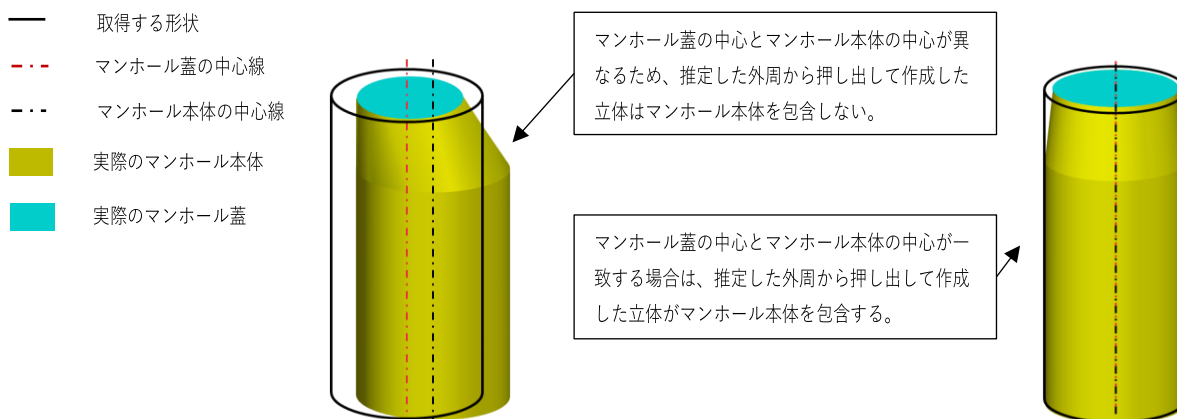 取得する形状
マンホール蓋の中心線
マンホール本体の中心線
実際のマンホール本体
実際のマンホール蓋
マンホール蓋の中心とマンホール本体の中心が異
なるため、推定した外周から押し出して作成した
立体はマンホール本体を包含しない。
マンホール蓋の中心とマンホール本体の中心が一
致する場合は、推定した外周から押し出して作成
した立体がマンホール本体を包含する。